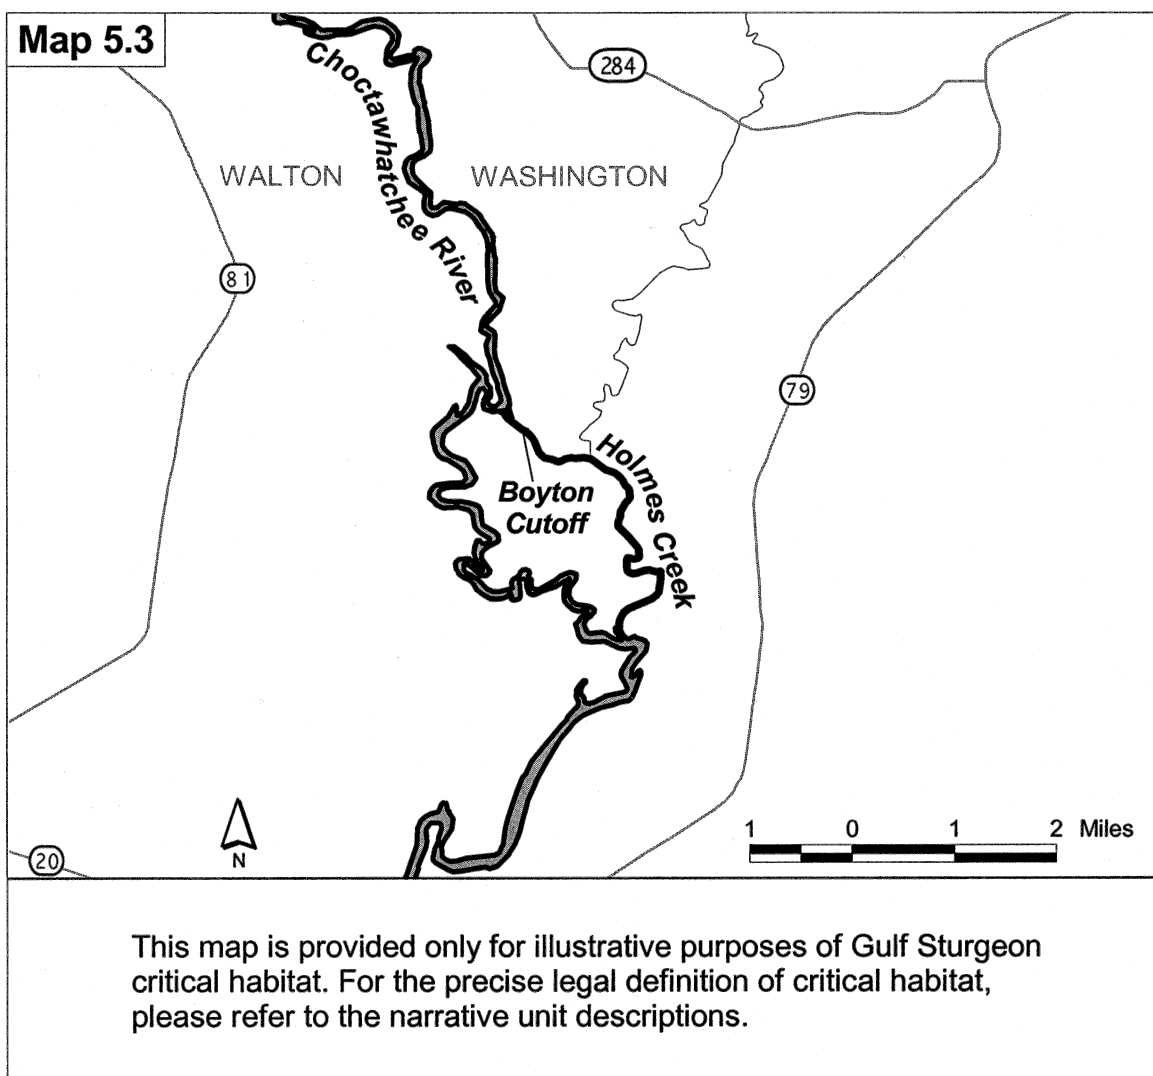 Map 5.3
284
Choctawhatchee River
WALTON
WASHINGTON
81
79
Holmes Creek
Boyton
Cutoff
1 0 1 2 Miles
N
20
This map is provided only for illustrative purposes of Gulf Sturgeon
critical habitat. For the precise legal definition of critical habitat,
please refer to the narrative unit descriptions.